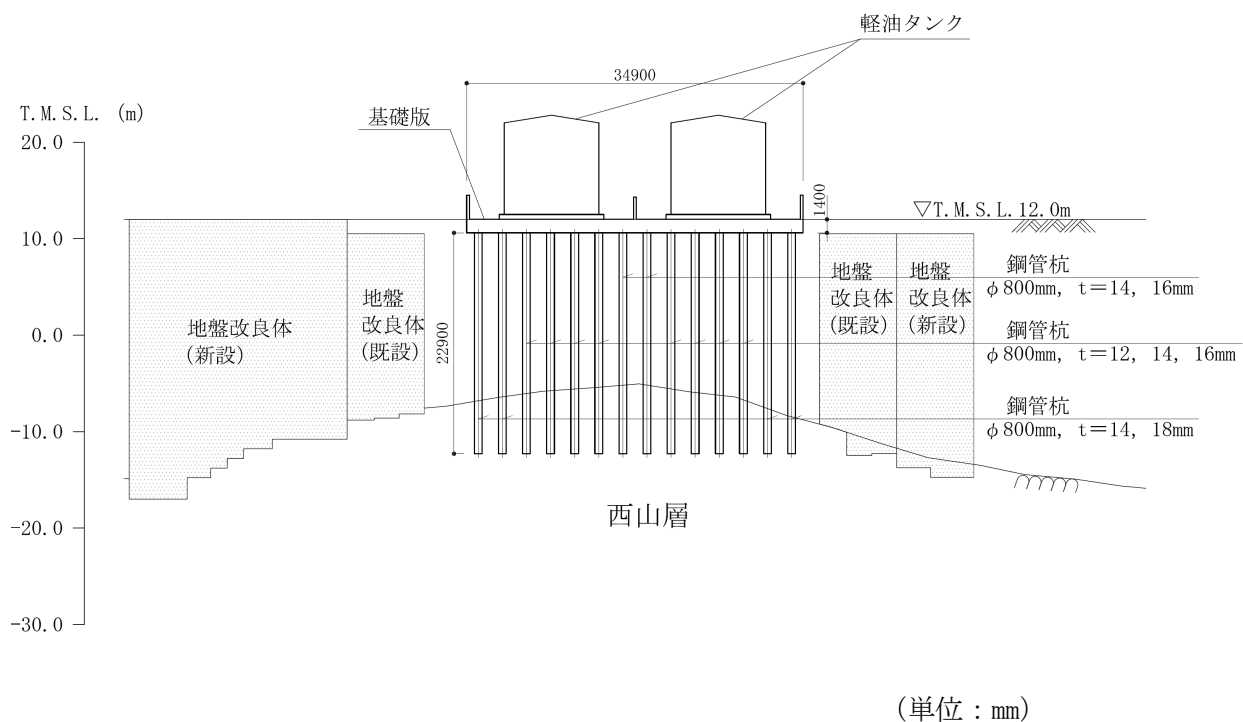 軽油タンク
34900
T.M.S.L. (m)
基礎版
20.0
1400
▽T.M.S.L.12.0m
10.0
鋼管杭
φ800mm, t＝14, 16mm
地盤
改良体
(既設)
地盤
改良体
(新設)
地盤
改良体
(既設)
地盤改良体
(新設)
0.0
22900
鋼管杭
φ800mm, t＝12, 14, 16mm
鋼管杭
φ800mm, t＝14, 18mm
-10.0
西山層
-20.0
-30.0
(単位：mm)